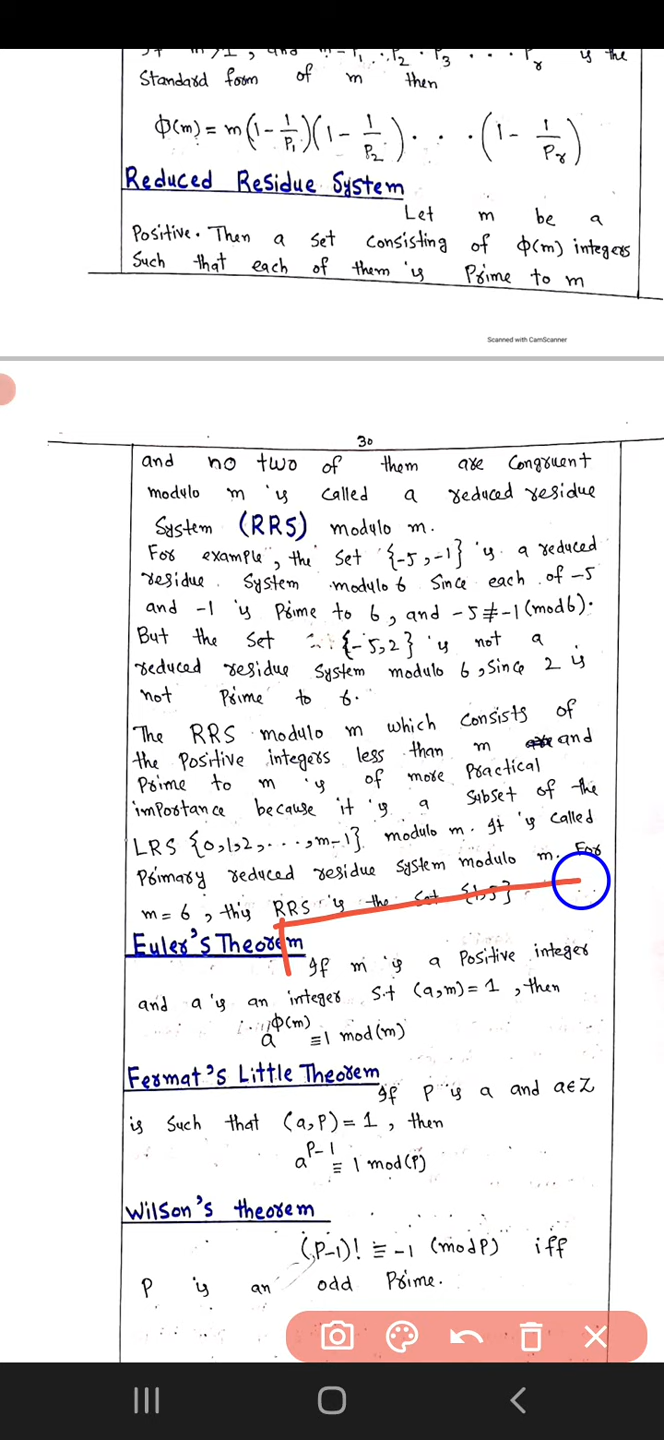 is the
Standard form of m then
Φ(m) = m(1-1/P₁)(1-1/P₂)· · ·(1-1/Pᵣ)
Reduced Residue System
Let m be a
Positive. Then a set consisting of Φ(m) integers
Such that each of them is Prime to m
Scanned with CamScanner
30
and no two of them are congruent
modulo m is called a reduced residue
System (RRS) modulo m.
For example, the set {-5,-1} is a reduced
residue System modulo 6 Since each of -5
and -1 is Prime to 6, and -5≢-1(mod6).
But the set {-5,2} is not a
reduced residue System modulo 6, Since 2 is
not Prime to 6.
The RRS modulo m which consists of
the Positive integers less than m and
Prime to m is of more Practical
importance because it is a Subset of the
LRS {0,1,2,...,m-1} modulo m. It is called
Primary reduced residue System modulo m. For
m=6, this RRS is the set {1,5}
Euler's Theorem
If m is a Positive integer
and a is an integer S.t (a,m)=1, then
a^Φ(m) ≡1 mod(m)
Fermat's Little Theorem
If P is a and a∈Z
is Such that (a,P)=1, then
a^P-1 ≡ 1 mod(P)
Wilson's theorem
(P-1)! ≡ -1 (modP) iff
P is an odd Prime.